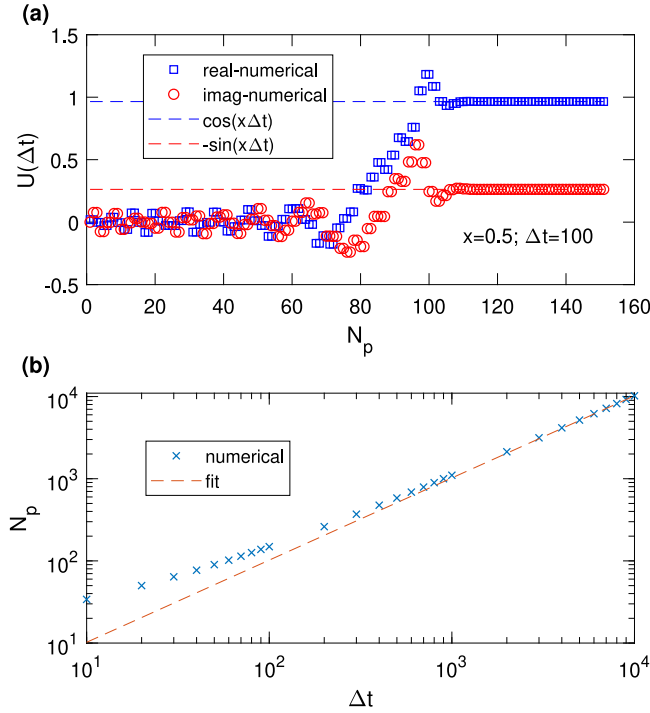 (a)
1.5
1
0.5
0
-0.5
U(Δt)
real-numerical
imag-numerical
cos(xΔt)
-sin(xΔt)
x=0.5; Δt=100
0 20 40 60 80 100 120 140 160
N_p
(b)
10^4
10^3
10^2
10^1
N_p
numerical
fit
10^1 10^2 10^3 10^4
Δt